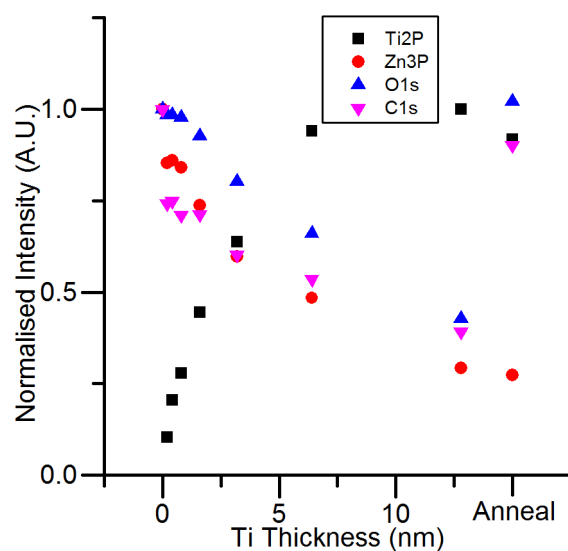 Ti2P
Zn3P
O1s
C1s
1.0
0.5
0.0
Normalised Intensity (A.U.)
0
5
10
Anneal
Ti Thickness (nm)